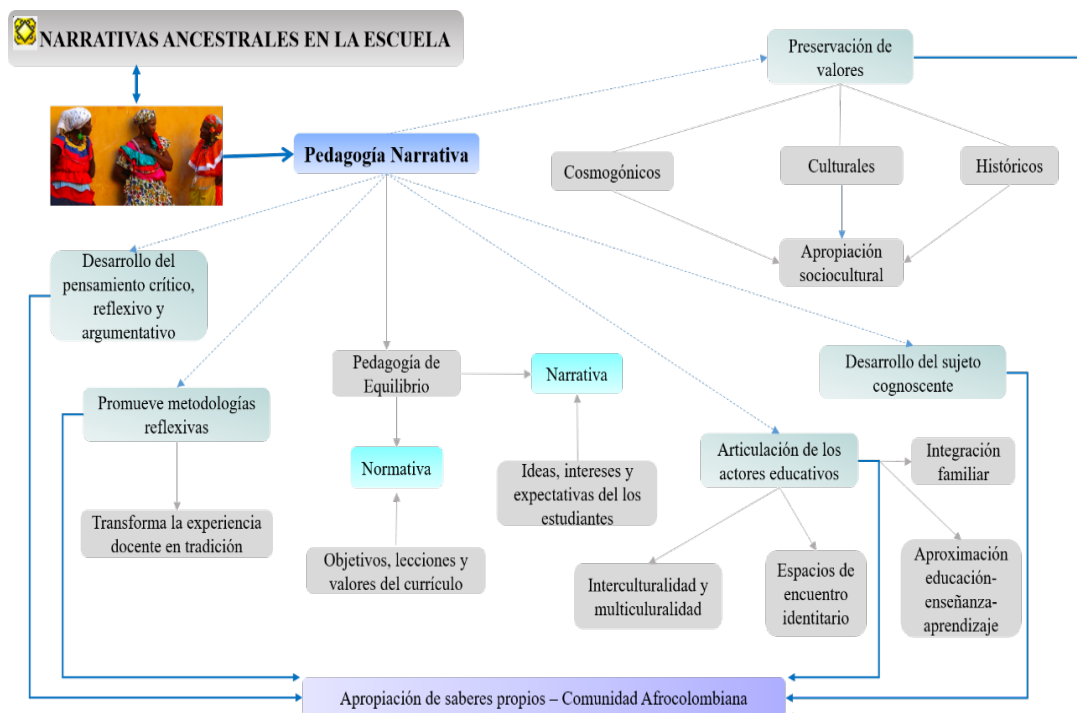 NARRATIVAS ANCESTRALES EN LA ESCUELA
Preservación de
valores
Pedagogía Narrativa
Cosmogónicos
Culturales
Históricos
Apropiación
sociocultural
Desarrollo del
pensamiento crítico,
reflexivo y
argumentativo
Pedagogía de
Equilibrio
Narrativa
Desarrollo del sujeto
cognoscente
Promueve metodologías
reflexivas
Normativa
Ideas, intereses y
expectativas del los
estudiantes
Articulación de los
actores educativos
Integración
familiar
Transforma la experiencia
docente en tradición
Objetivos, lecciones y
valores del currículo
Interculturalidad y
multiculuralidad
Espacios de
encuentro
identitario
Aproximación
educación-
enseñanza-
aprendizaje
Apropiación de saberes propios – Comunidad Afrocolombiana